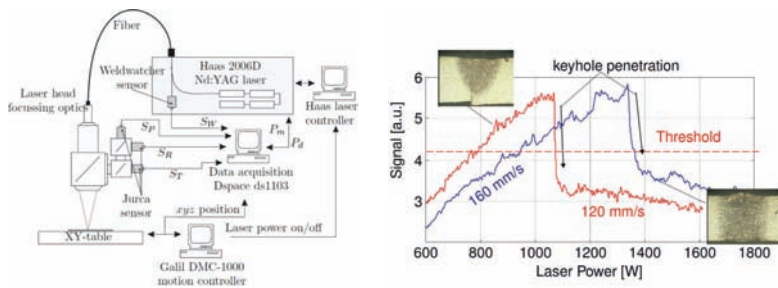 Fiber
Haas 2006D
Nd:YAG laser
Weldwatcher
sensor
Laser head
focussing optics
Haas laser
controller
S_W
P_m
S_P
P_d
S_R
S_T
Data acquisition
Dspace ds1103
Jurca
sensor
xyz position
Laser power on/off
XY-table
Galil DMC-1000
motion controller
keyhole penetration
Threshold
160 mm/s
120 mm/s
Signal [a.u.]
6
5
4
3
2
600 800 1000 1200 1400 1600 1800
Laser Power [W]